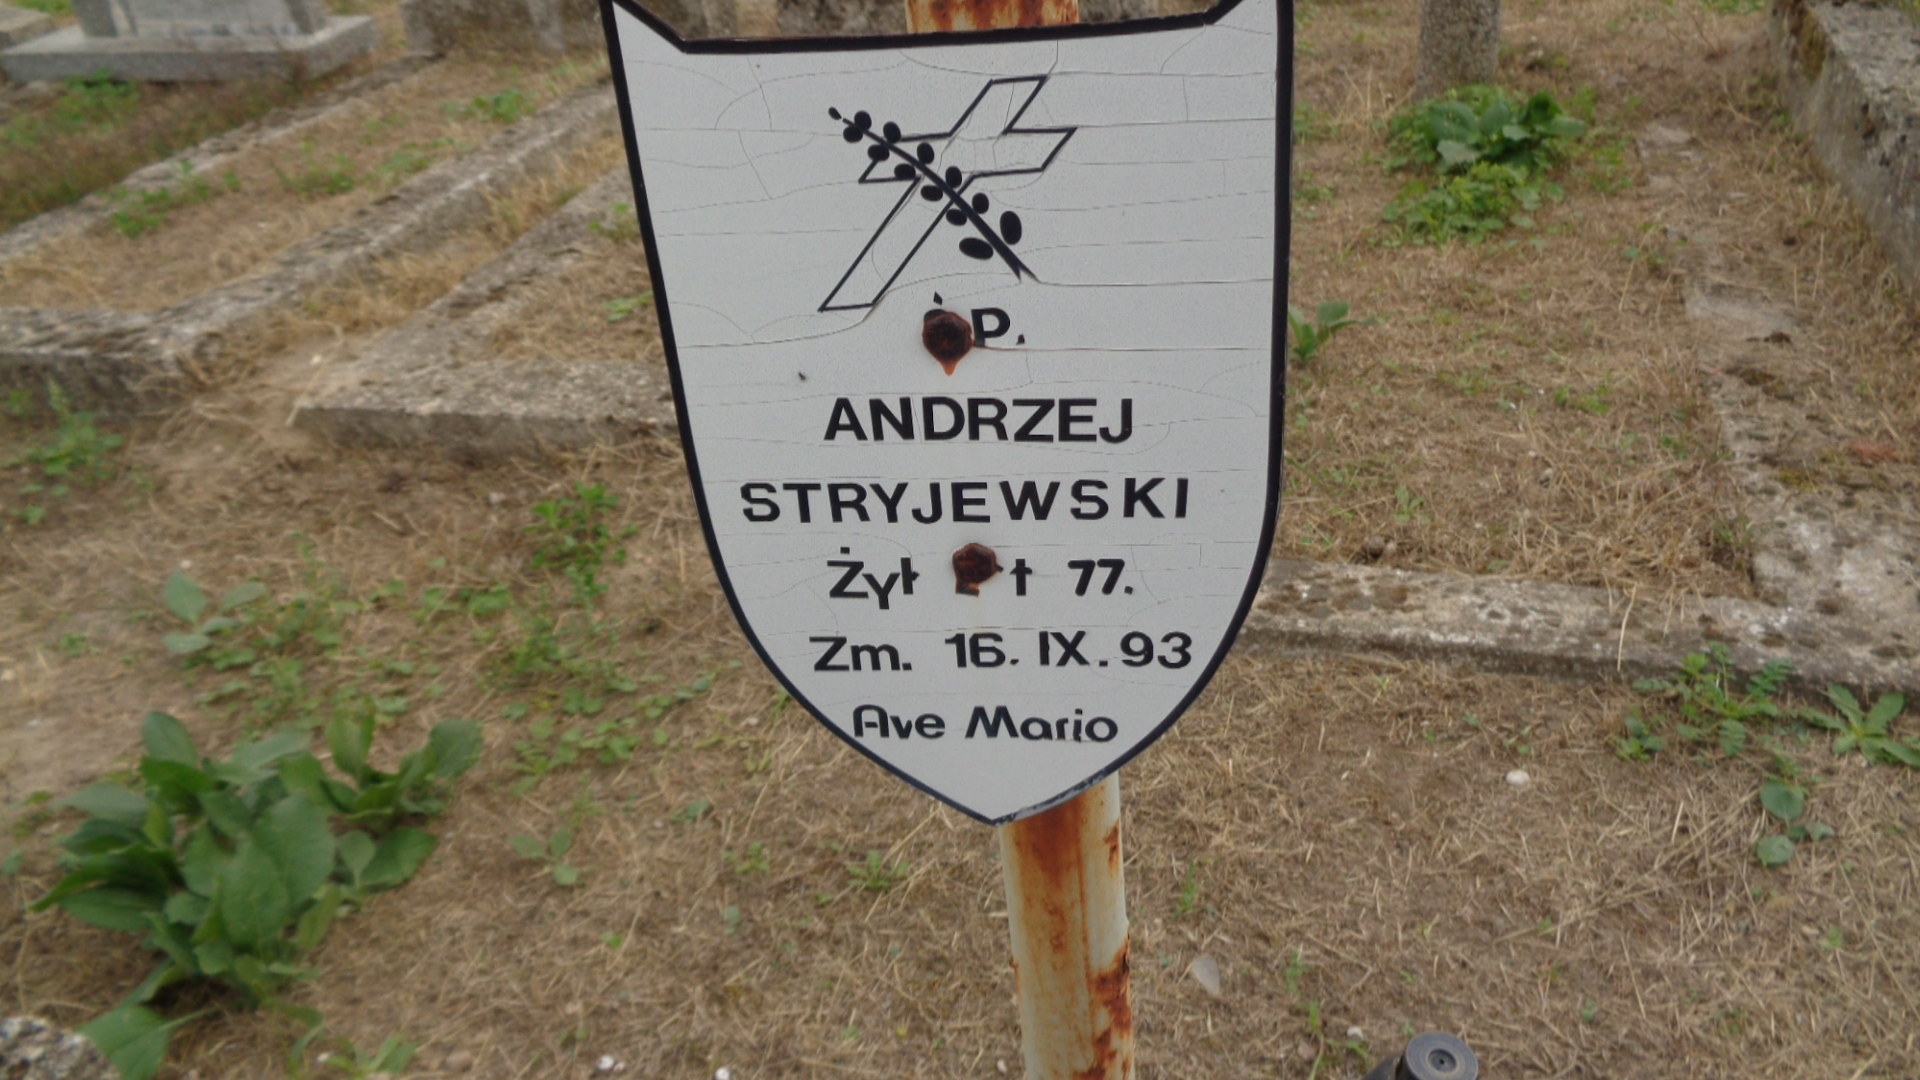 P.
ANDRZEJ
STRYJEWSKI
Żył 77.
Zm. 16. IX. 93
Ave Mario